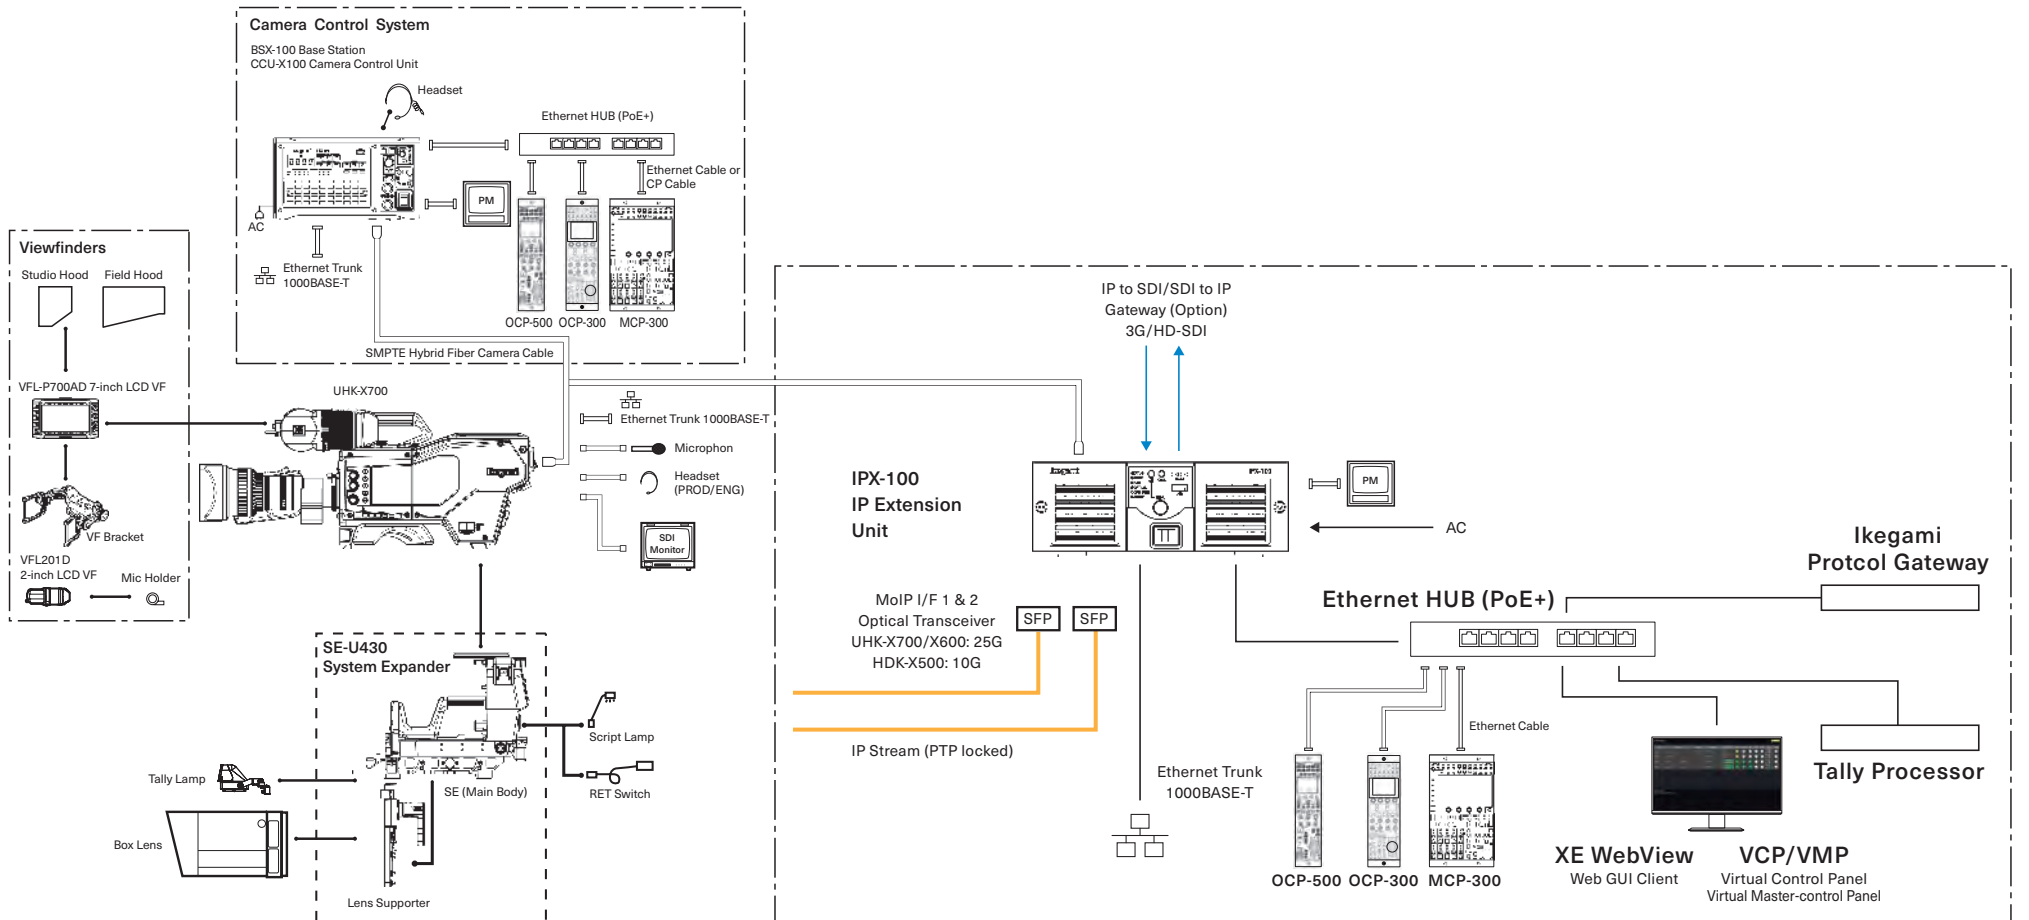 Camera Control System
BSX-100 Base Station
CCU-X100 Camera Control Unit
Headset
Ethernet HUB (PoE+)
Ethernet Cable or
CP Cable
PM
AC
Ethernet Trunk
1000BASE-T
OCP-500
OCP-300
MCP-300
SMPTE Hybrid Fiber Camera Cable
Viewfinders
Studio Hood
Field Hood
VFL-P700AD 7-inch LCD VF
VF Bracket
VFL201D
2-inch LCD VF
Mic Holder
UHK-X700
Ethernet Trunk 1000BASE-T
Microphon
Headset
(PROD/ENG)
SDI
Monitor
SE-U430
System Expander
Script Lamp
RET Switch
SE (Main Body)
Tally Lamp
Box Lens
Lens Supporter
IP to SDI/SDI to IP
Gateway (Option)
3G/HD-SDI
IPX-100
IP Extension
Unit
Ikegami
IPX-100
PM
AC
MoIP I/F 1 & 2
Optical Transceiver
UHK-X700/X600: 25G
HDK-X500: 10G
SFP
SFP
IP Stream (PTP locked)
Ethernet Trunk
1000BASE-T
Ethernet HUB (PoE+)
Ikegami
Protcol Gateway
Ethernet Cable
Tally Processor
OCP-500
OCP-300
MCP-300
XE WebView
Web GUI Client
VCP/VMP
Virtual Control Panel
Virtual Master-control Panel